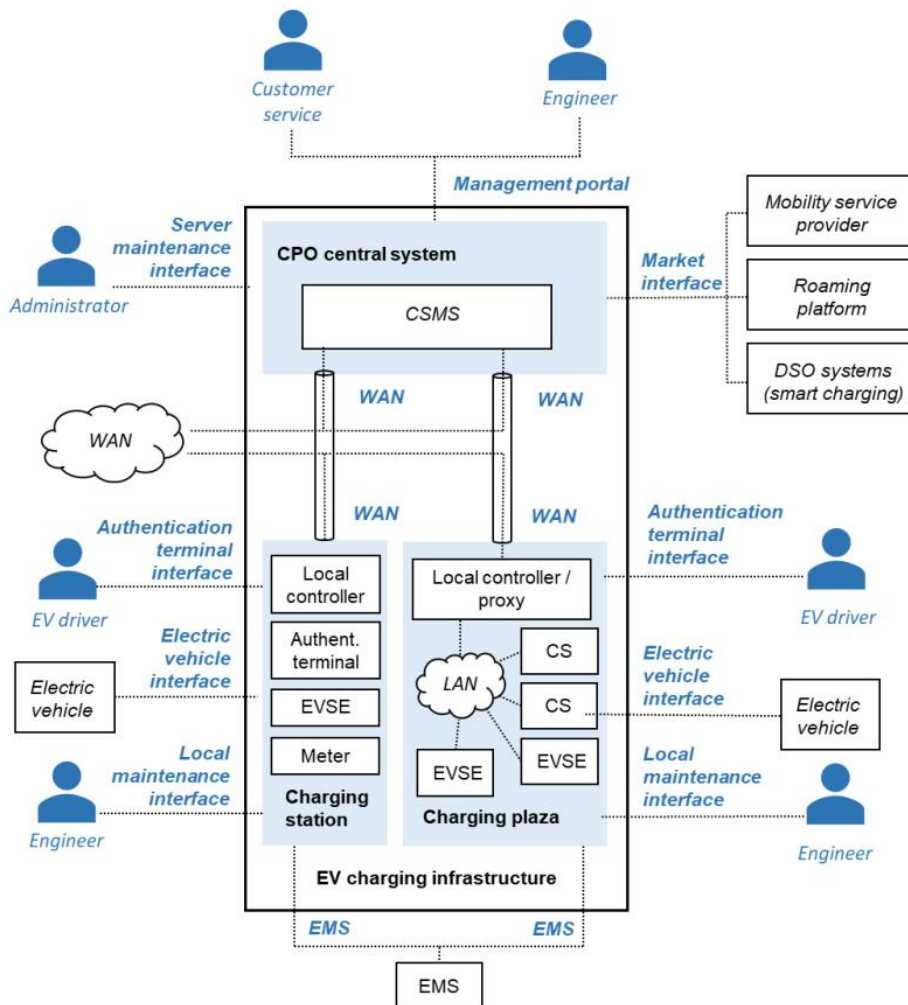 Customer
service
Engineer
Management portal
Server
maintenance
interface
Administrator
CPO central system
CSMS
Market
interface
Mobility service
provider
Roaming
platform
DSO systems
(smart charging)
WAN
WAN
WAN
WAN
WAN
Authentication
terminal
interface
EV driver
Electric
vehicle
interface
Electric
vehicle
Local
maintenance
interface
Engineer
Local
controller
Authent.
terminal
EVSE
Meter
Charging
station
Local controller /
proxy
LAN
CS
CS
EVSE
EVSE
Charging plaza
Authentication
terminal
interface
EV driver
Electric
vehicle
interface
Electric
vehicle
Local
maintenance
interface
Engineer
EV charging infrastructure
EMS
EMS
EMS